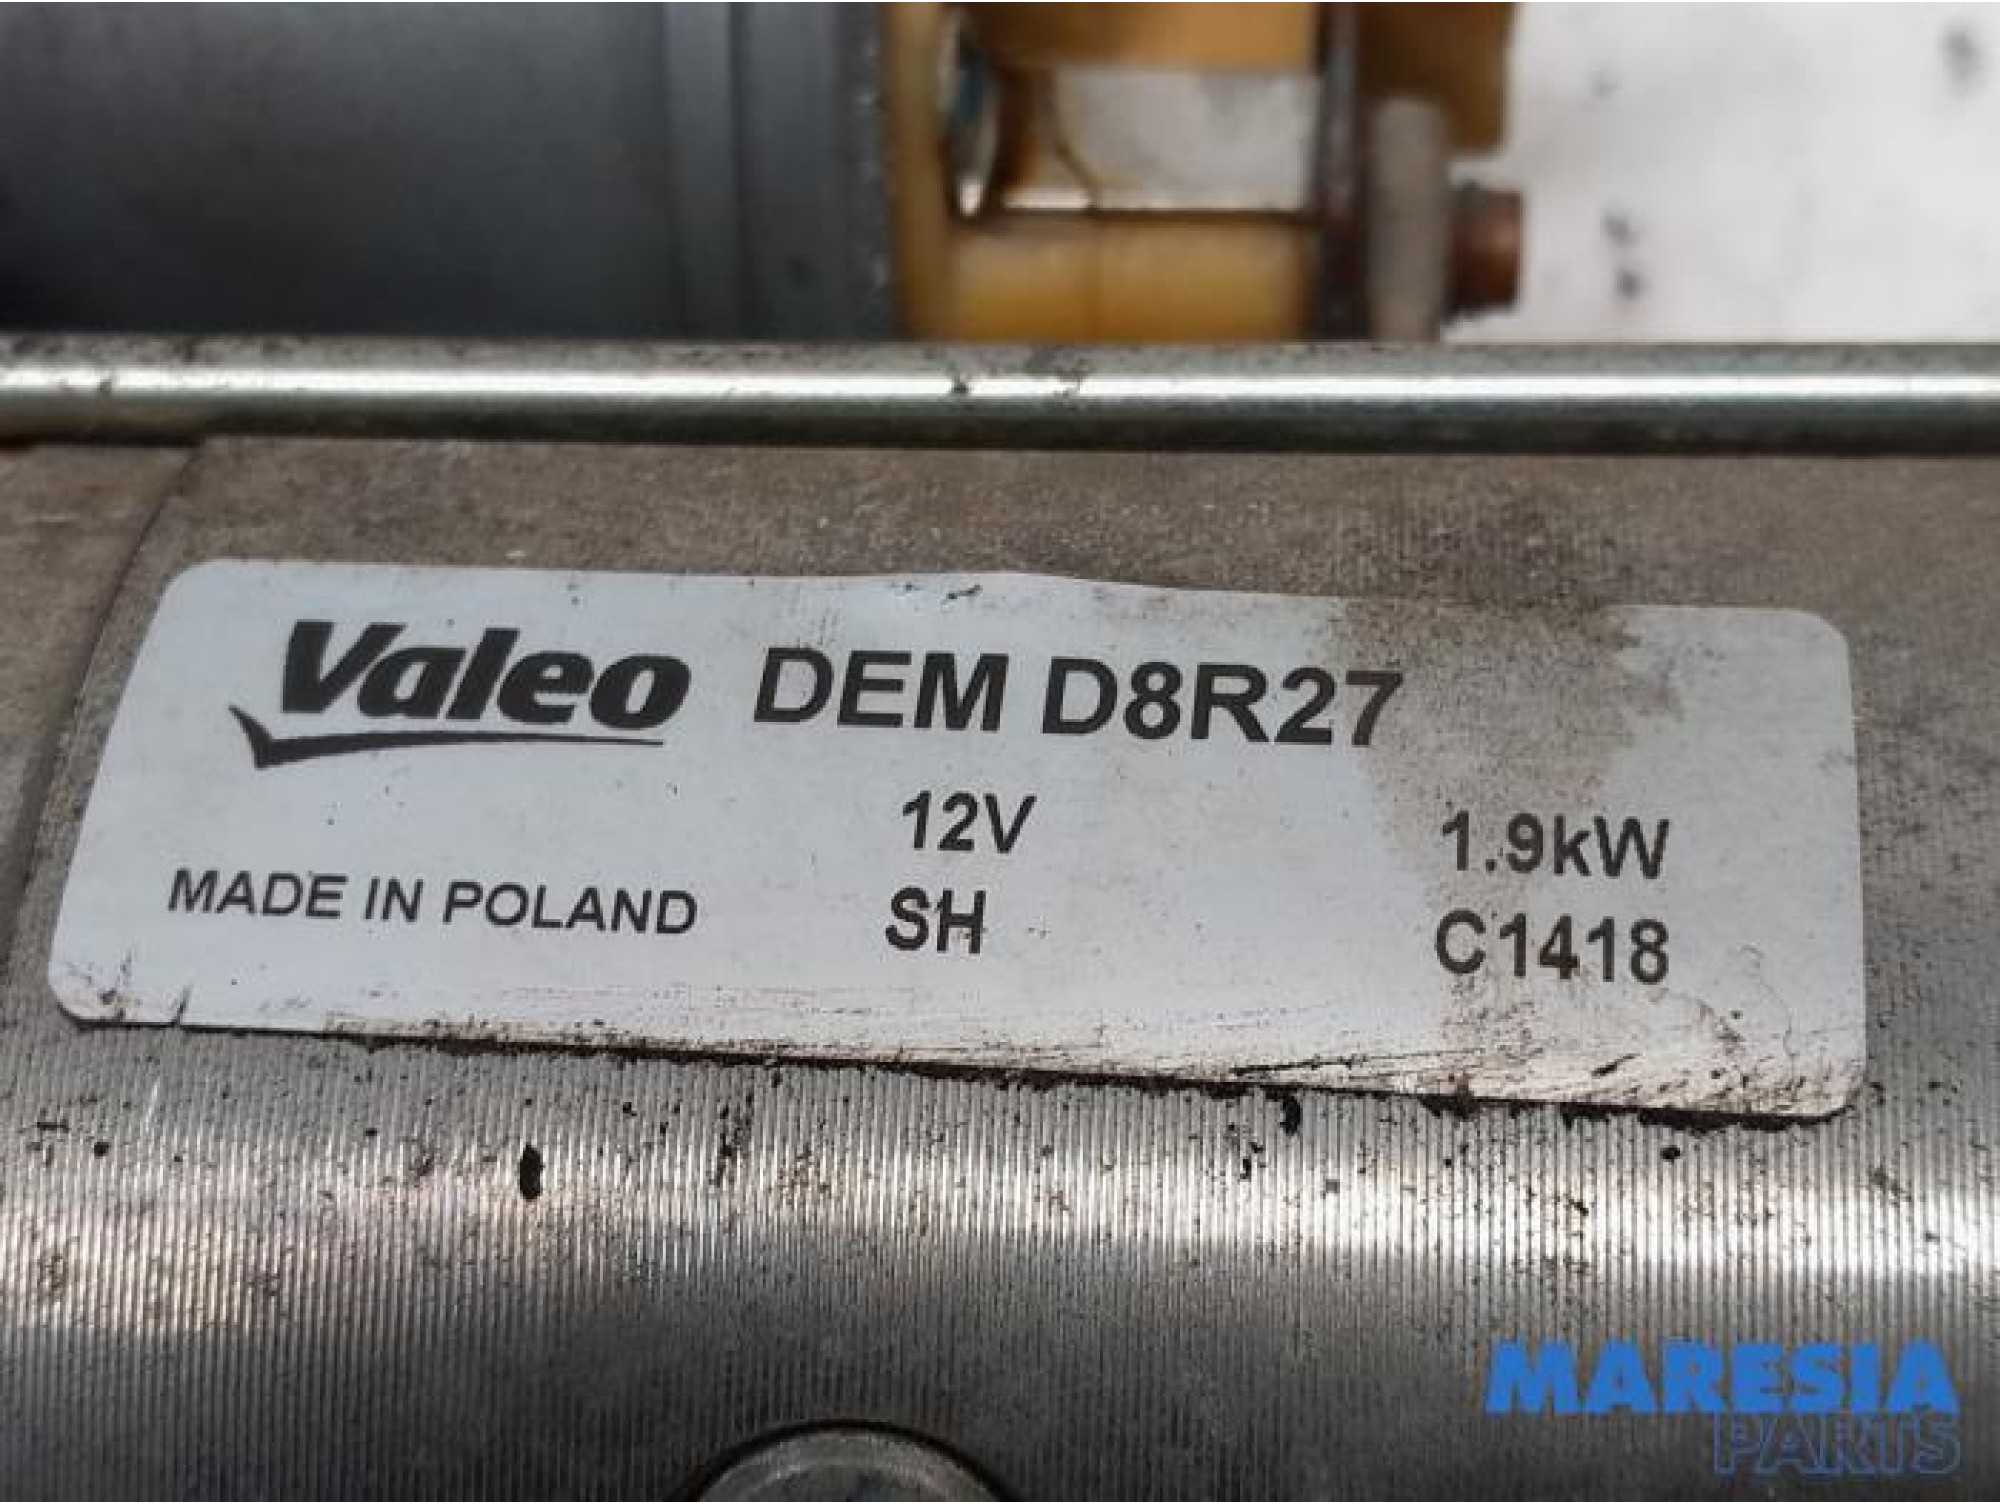 Valeo DEM D8R27
12V 1.9kW
MADE IN POLAND SH C1418
MARESIA
PARTS